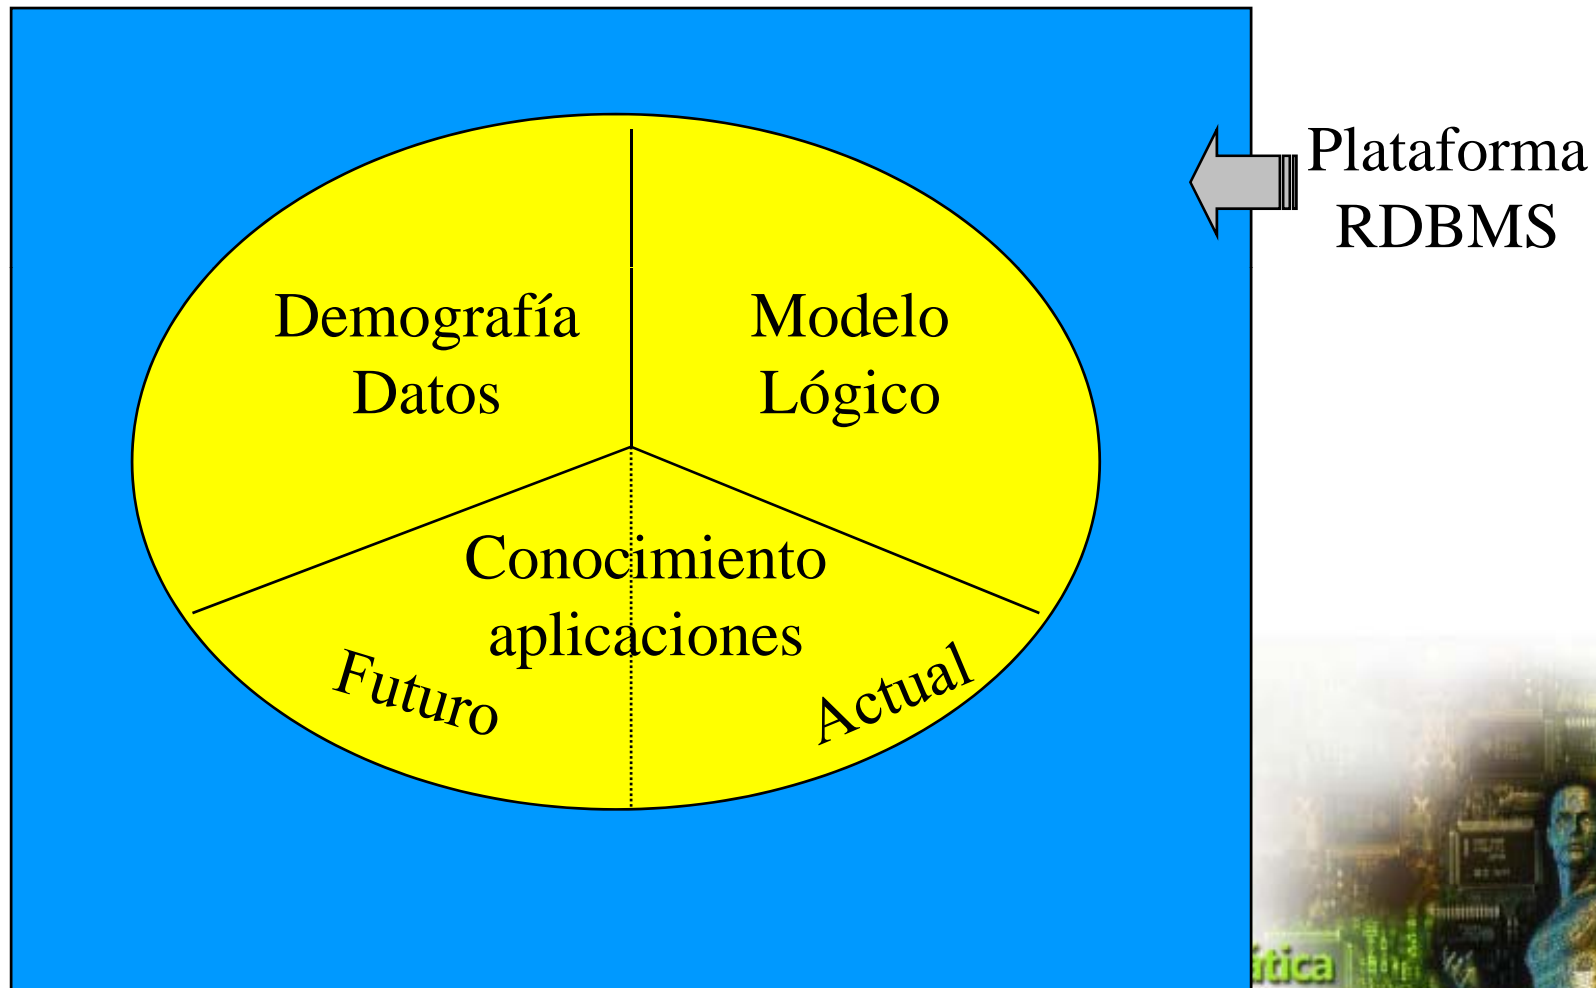 Plataforma
RDBMS
Demografía
Datos
Modelo
Lógico
Conocimiento
aplicaciones
Futuro
Actual